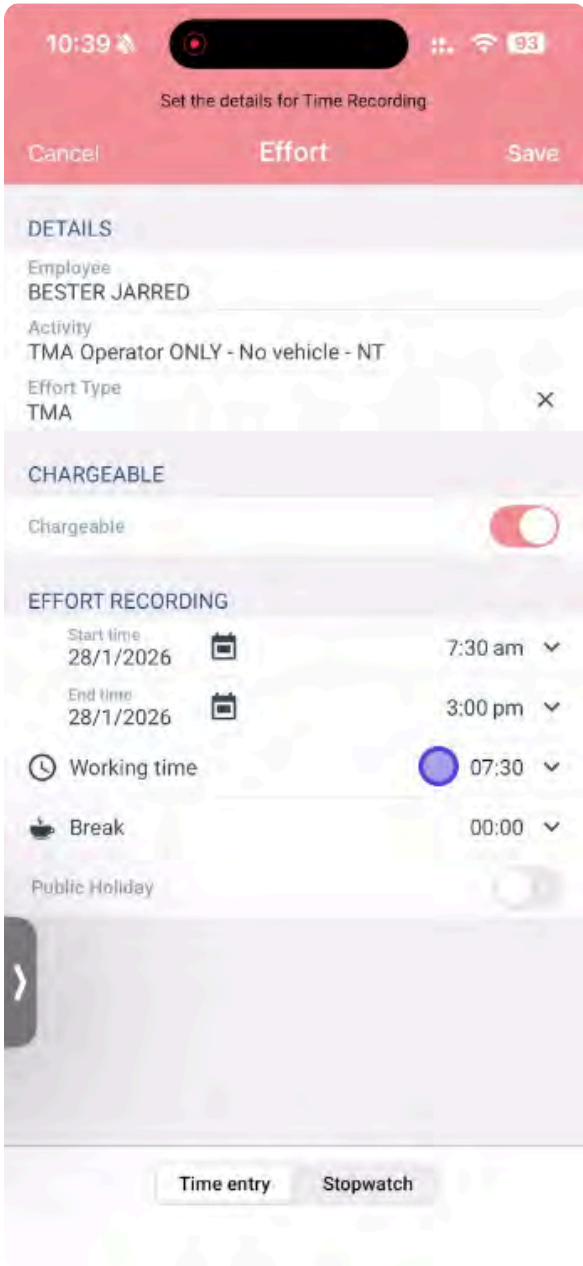 10:39
93
Set the details for Time Recording
Cancel Effort Save
DETAILS
Employee
BESTER JARRED
Activity
TMA Operator ONLY - No vehicle - NT
Effort Type
TMA
CHARGEABLE
Chargeable
EFFORT RECORDING
Start time
28/1/2026 7:30 am
End time
28/1/2026 3:00 pm
Working time 07:30
Break 00:00
Public Holiday
Time entry Stopwatch